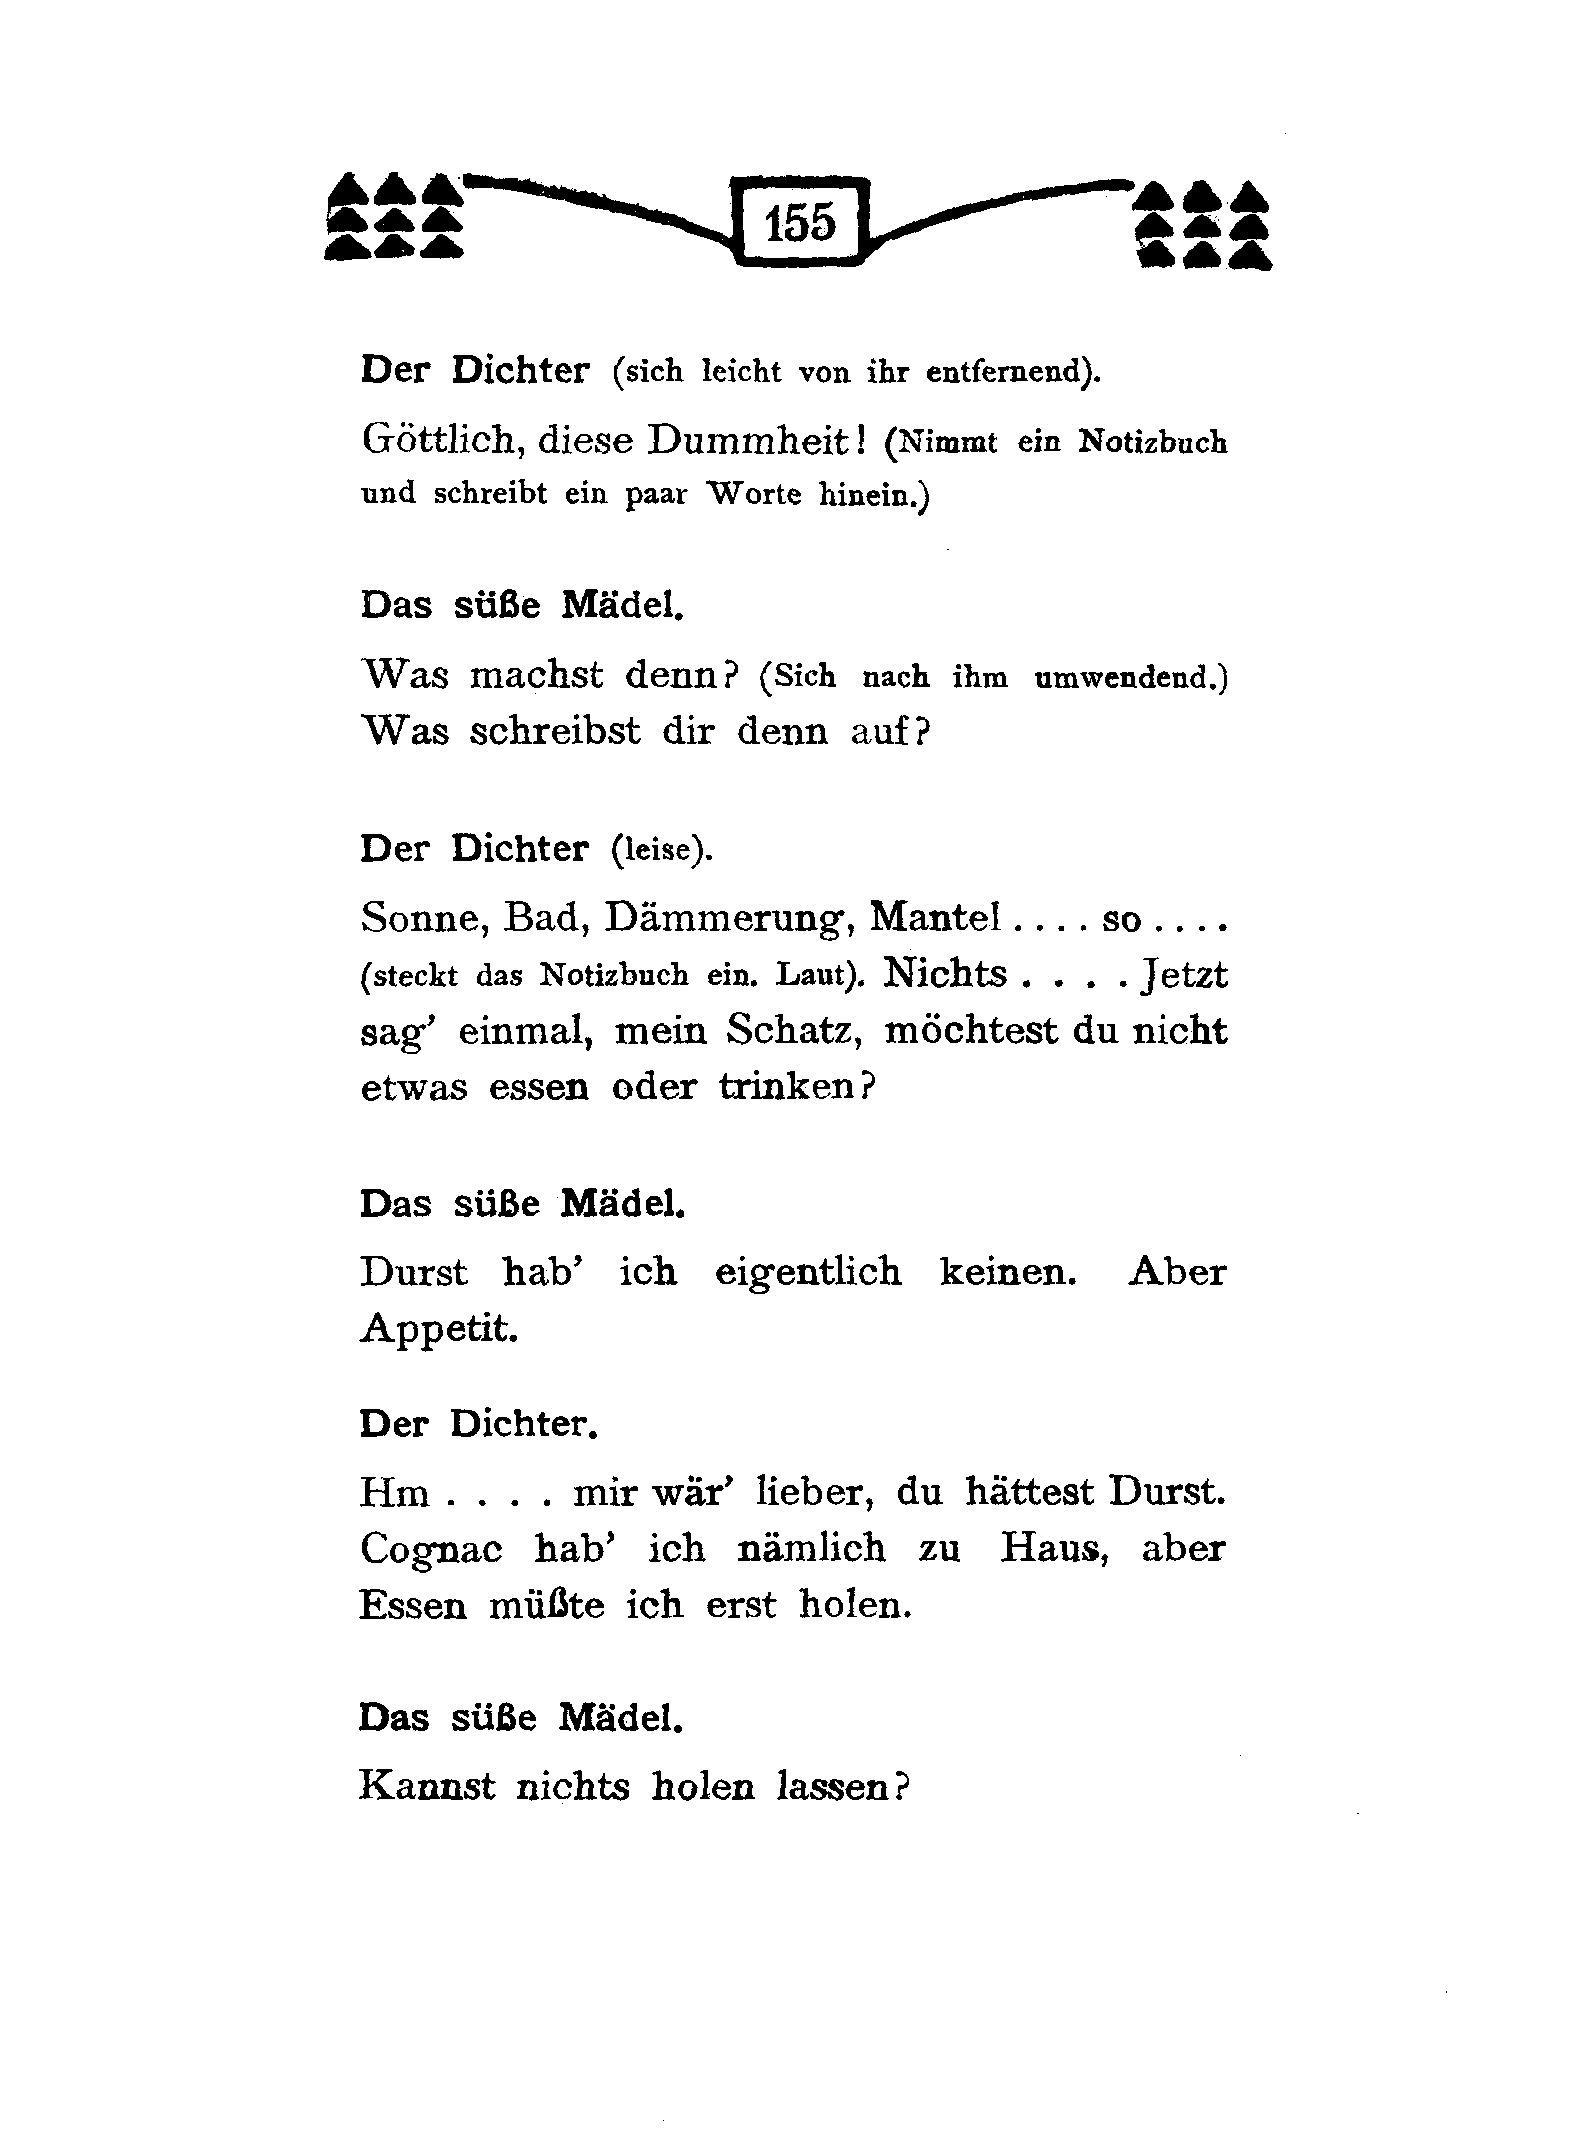 155
Der Dichter (sich leicht von ihr entfernend).
Göttlich, diese Dummheit! (Nimmt ein Notizbuch
und schreibt ein paar Worte hinein.)
Das süße Mädel.
Was machst denn? (Sich nach ihm umwendend.)
Was schreibst dir denn auf?
Der Dichter (leise).
Sonne, Bad, Dämmerung, Mantel .... so ....
(steckt das Notizbuch ein. Laut). Nichts . . . . Jetzt
sag’ einmal, mein Schatz, möchtest du nicht
etwas essen oder trinken?
Das süße Mädel.
Durst hab’ ich eigentlich keinen. Aber
Appetit.
Der Dichter.
Hm . . . . mir wär’ lieber, du hättest Durst.
Cognac hab’ ich nämlich zu Haus, aber
Essen müßte ich erst holen.
Das süße Mädel.
Kannst nichts holen lassen?